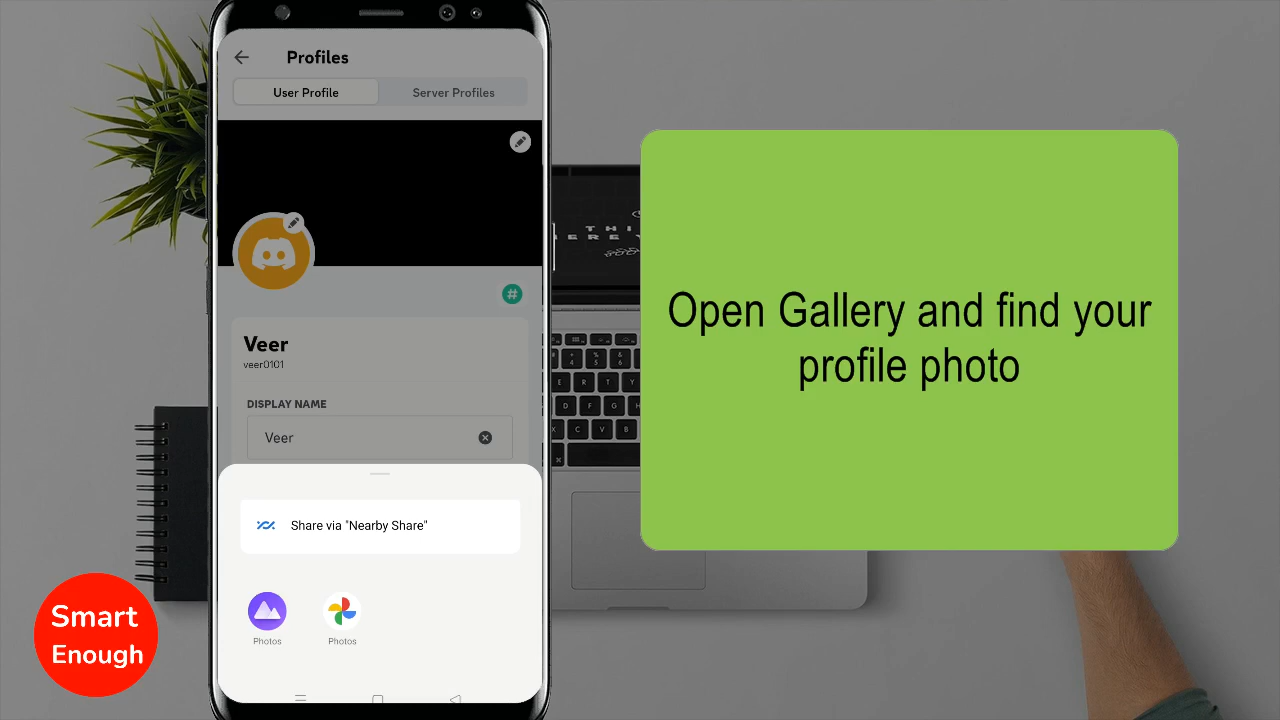 Profiles
User Profile
Server Profiles
Veer
veer0101
DISPLAY NAME
Veer
Share via "Nearby Share"
Photos
Photos
Open Gallery and find your
profile photo
Smart
Enough